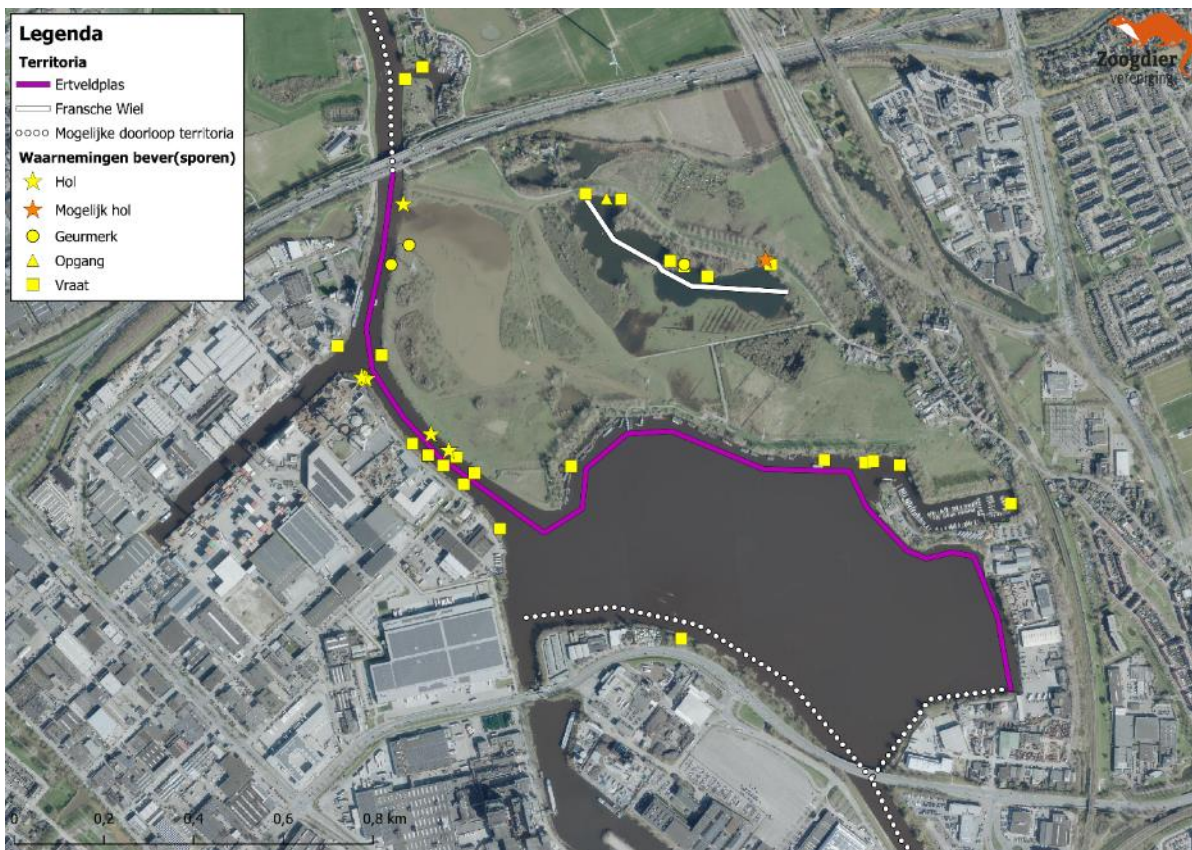 Legenda
Territoria
Ertveldplas
Fransche Wiel
Mogelijke doorloop territoria
Waarnemingen bever(sporen)
Hol
Mogelijk hol
Geurmerk
Opgang
Vraat
Zoogdier
vereniging
0 0,2 0,4 0,6 0,8 km